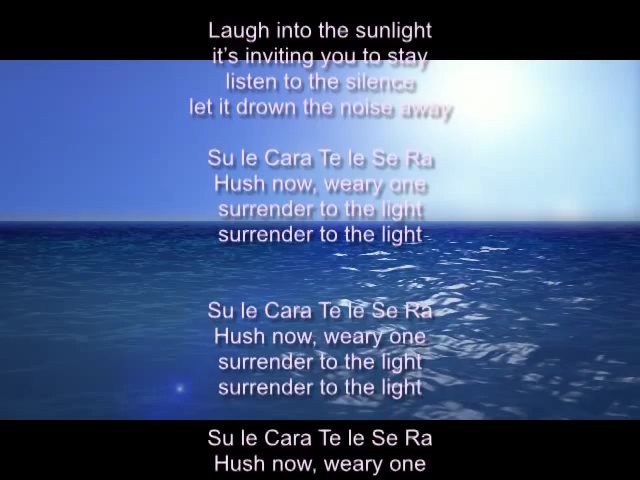 Laugh into the sunlight
it's inviting you to stay
listen to the silence
let it drown the noise away
Su le Cara Te le Se Ra
Hush now, weary one
surrender to the light
surrender to the light
Su le Cara Te le Se Ra
Hush now, weary one
surrender to the light
surrender to the light
Su le Cara Te le Se Ra
Hush now, weary one